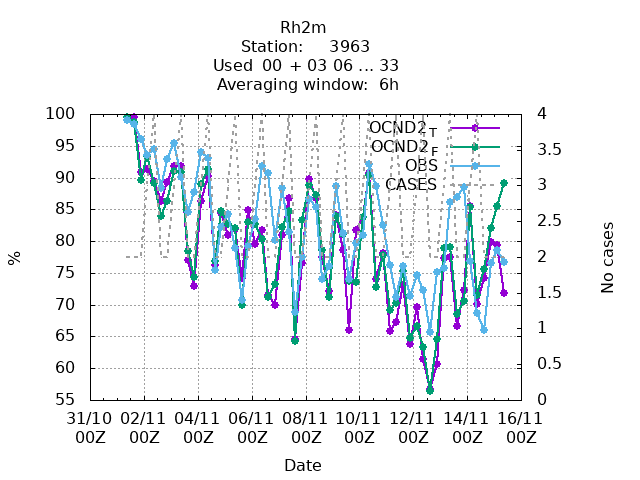 Rh2m
Station: 3963
Used 00 + 03 06 ... 33
Averaging window: 6h
100
95
90
85
80
75
70
65
60
55
%
4
3.5
3
2.5
2
1.5
1
0.5
0
No cases
OCND2_T
OCND2_F
OBS
CASES
31/10 02/11 04/11 06/11 08/11 10/11 12/11 14/11 16/11
00Z 00Z 00Z 00Z 00Z 00Z 00Z 00Z 00Z
Date